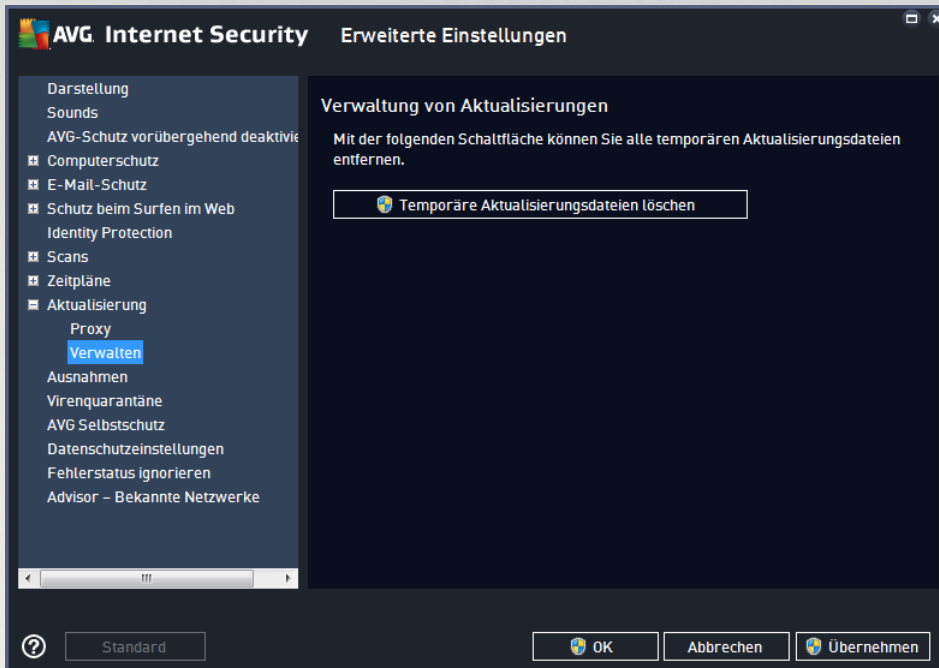 AVG. Internet Security Erweiterte Einstellungen
Darstellung
Sounds
AVG-Schutz vorübergehend deaktivie
Computerschutz
E-Mail-Schutz
Schutz beim Surfen im Web
Identity Protection
Scans
Zeitpläne
Aktualisierung
Proxy
Verwalten
Ausnahmen
Virenquarantäne
AVG Selbstschutz
Datenschutzeinstellungen
Fehlerstatus ignorieren
Advisor – Bekannte Netzwerke
Verwaltung von Aktualisierungen
Mit der folgenden Schaltfläche können Sie alle temporären Aktualisierungsdateien
entfernen.
Temporäre Aktualisierungsdateien löschen
? Standard OK Abbrechen Übernehmen